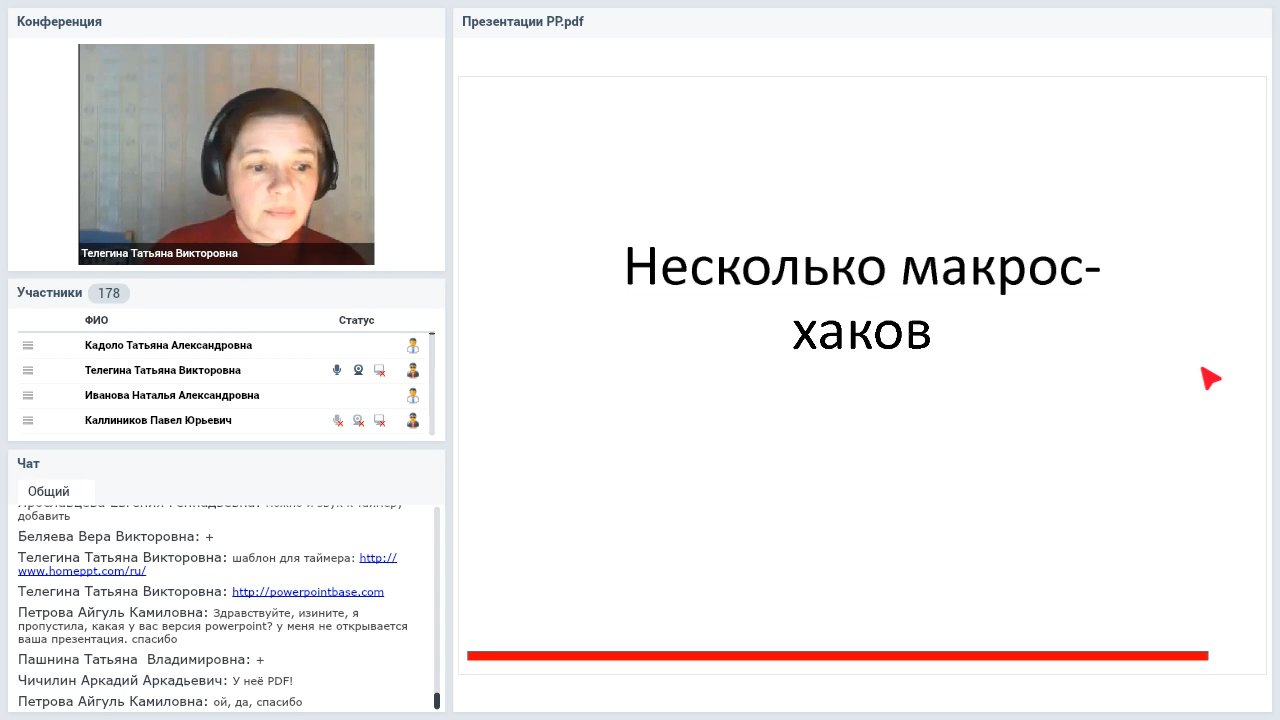 Конференция
Телегина Татьяна Викторовна
Участники 178
ФИО Статус
Кадоло Татьяна Александровна
Телегина Татьяна Викторовна
Иванова Наталья Александровна
Каллиников Павел Юрьевич
Чат
Общий
добавить
Беляева Вера Викторовна: +
Телегина Татьяна Викторовна: шаблон для таймера: http://
www.homeppt.com/ru/
Телегина Татьяна Викторовна: http://powerpointbase.com
Петрова Айгуль Камиловна: Здравствуйте, изините, я
пропустила, какая у вас версия powerpoint? у меня не открывается
ваша презентация. спасибо
Пашнина Татьяна  Владимировна: +
Чичилин Аркадий Аркадьевич: У неё PDF!
Петрова Айгуль Камиловна: ой, да, спасибо
Презентации PP.pdf
Несколько макрос-
хаков